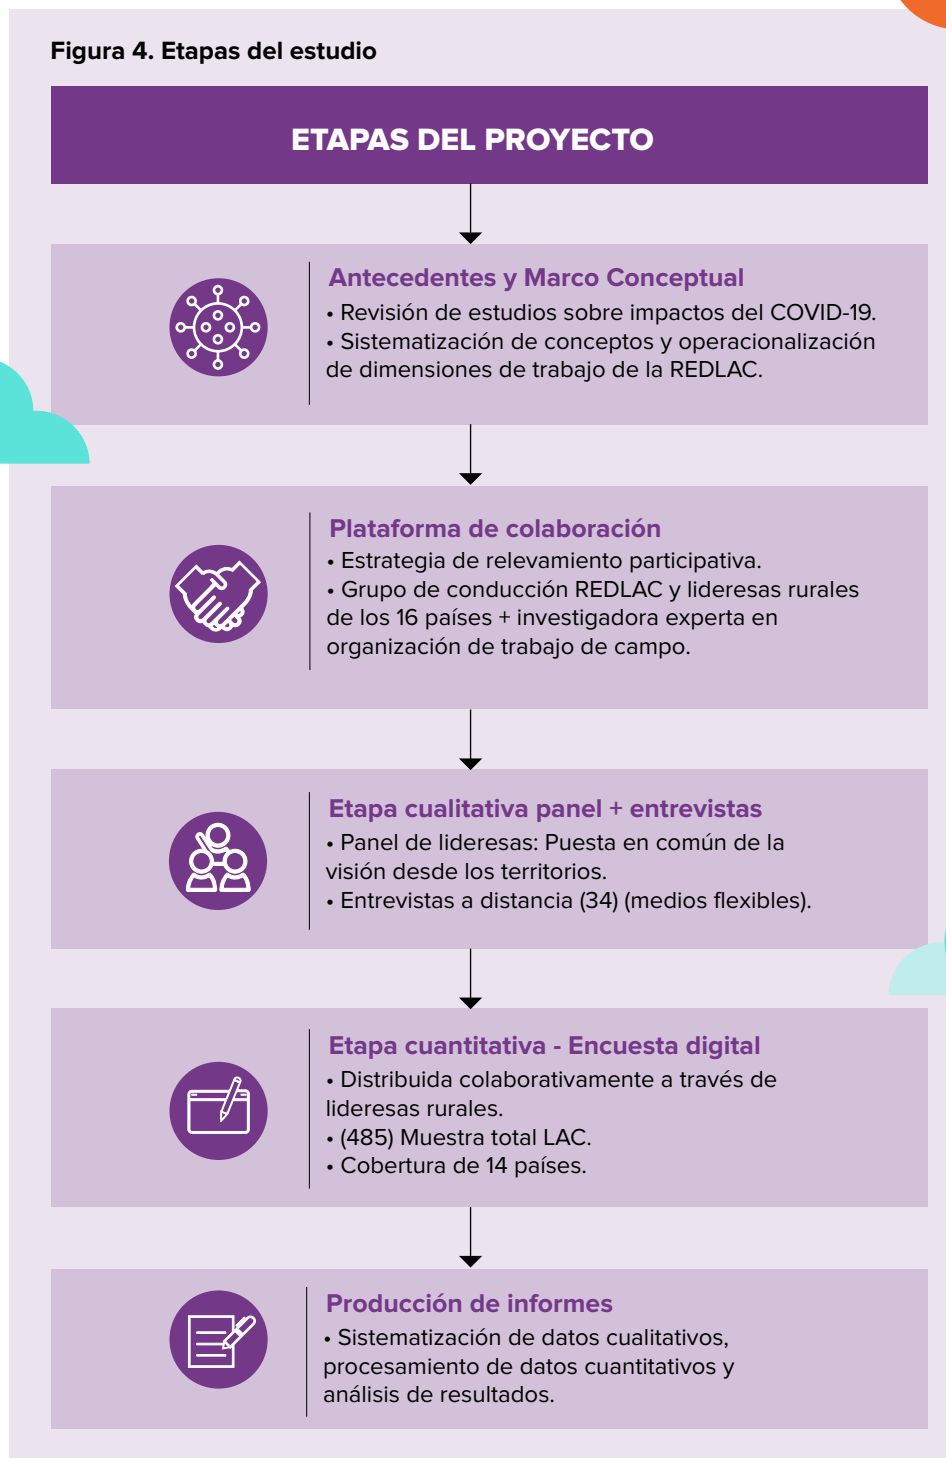 Figura 4. Etapas del estudio
ETAPAS DEL PROYECTO
Antecedentes y Marco Conceptual
• Revisión de estudios sobre impactos del COVID-19.
• Sistematización de conceptos y operacionalización
de dimensiones de trabajo de la REDLAC.
Plataforma de colaboración
• Estrategia de relevamiento participativa.
• Grupo de conducción REDLAC y lideresas rurales
de los 16 países + investigadora experta en
organización de trabajo de campo.
Etapa cualitativa panel + entrevistas
• Panel de lideresas: Puesta en común de la
visión desde los territorios.
• Entrevistas a distancia (34) (medios flexibles).
Etapa cuantitativa - Encuesta digital
• Distribuida colaborativamente a través de
lideresas rurales.
• (485) Muestra total LAC.
• Cobertura de 14 países.
Producción de informes
• Sistematización de datos cualitativos,
procesamiento de datos cuantitativos y
análisis de resultados.